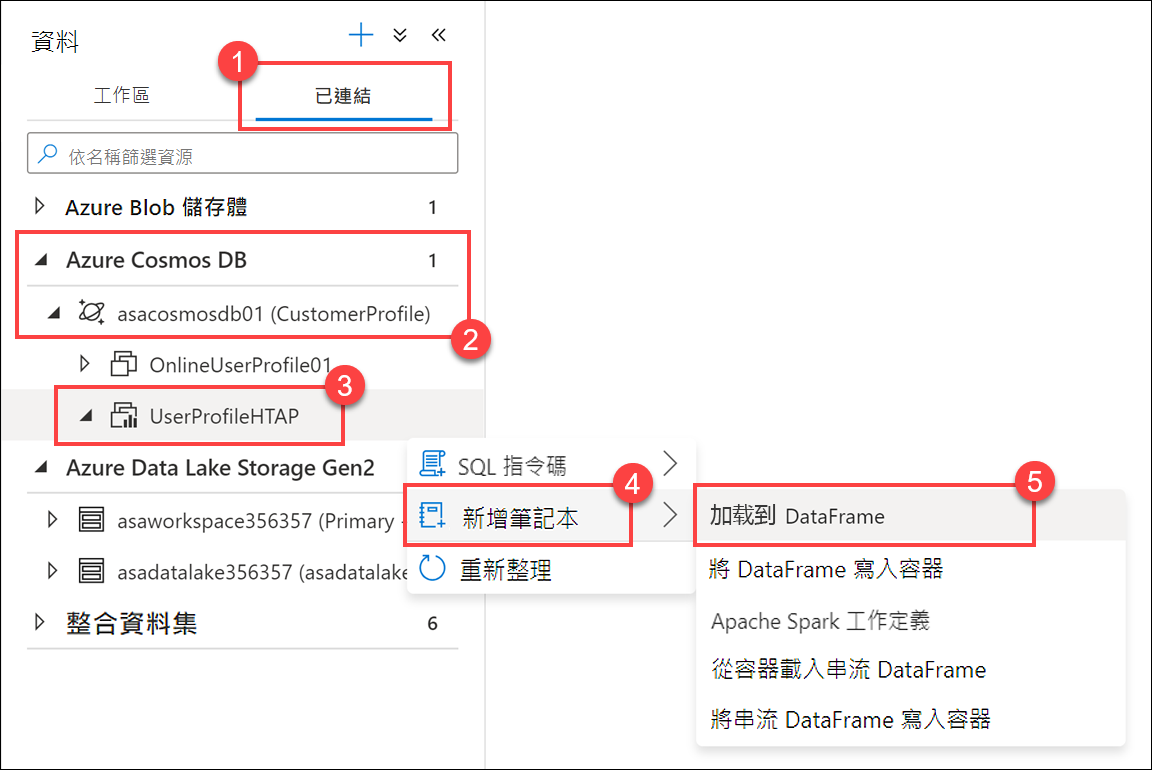 資料
1
工作區
已連結
依名稱篩選資源
Azure Blob 儲存體 1
Azure Cosmos DB 1
asacosmosdb01 (CustomerProfile)
2
OnlineUserProfile01
3
UserProfileHTAP
Azure Data Lake Storage Gen2
SQL 指令碼
4
5
asaworkspace356357 (Primary -
新增筆記本
加载到 DataFrame
asadatalake356357 (asadatalake
重新整理
將 DataFrame 寫入容器
整合資料集 6
Apache Spark 工作定義
從容器載入串流 DataFrame
將串流 DataFrame 寫入容器